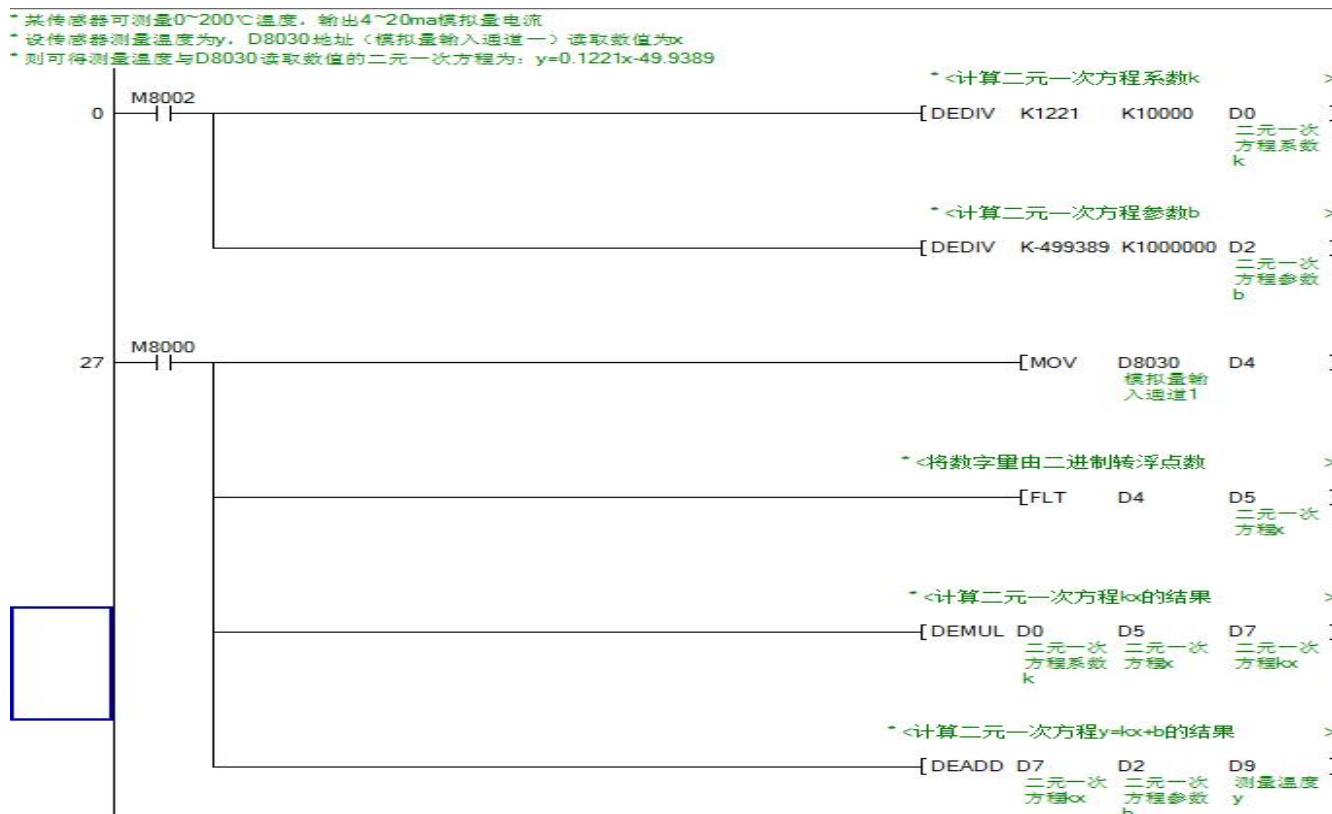 * 某传感器可测量0~200℃温度，输出4~20ma模拟量电流
* 设传感器测量温度为y，D8030地址（模拟量输入通道一）读取数值为x
* 则可得测量温度与D8030读取数值的二元一次方程为：y=0.1221x-49.9389
* <计算二元一次方程系数k >
M8002
0 [DEDIV K1221 K10000 D0 ]
二元一次
方程系数
k
* <计算二元一次方程参数b >
[DEDIV K-499389 K1000000 D2 ]
二元一次
方程参数
b
M8000
27 [MOV D8030 D4 ]
模拟量输
入通道1
* <将数字量由二进制转浮点数 >
[FLT D4 D5 ]
二元一次
方程x
* <计算二元一次方程kx的结果 >
[DEMUL D0 D5 D7 ]
二元一次 二元一次 二元一次
方程系数 方程x 方程kx
k
* <计算二元一次方程y=kx+b的结果 >
[DEADD D7 D2 D9 ]
二元一次 二元一次 测量温度
方程kx 方程参数 y
b